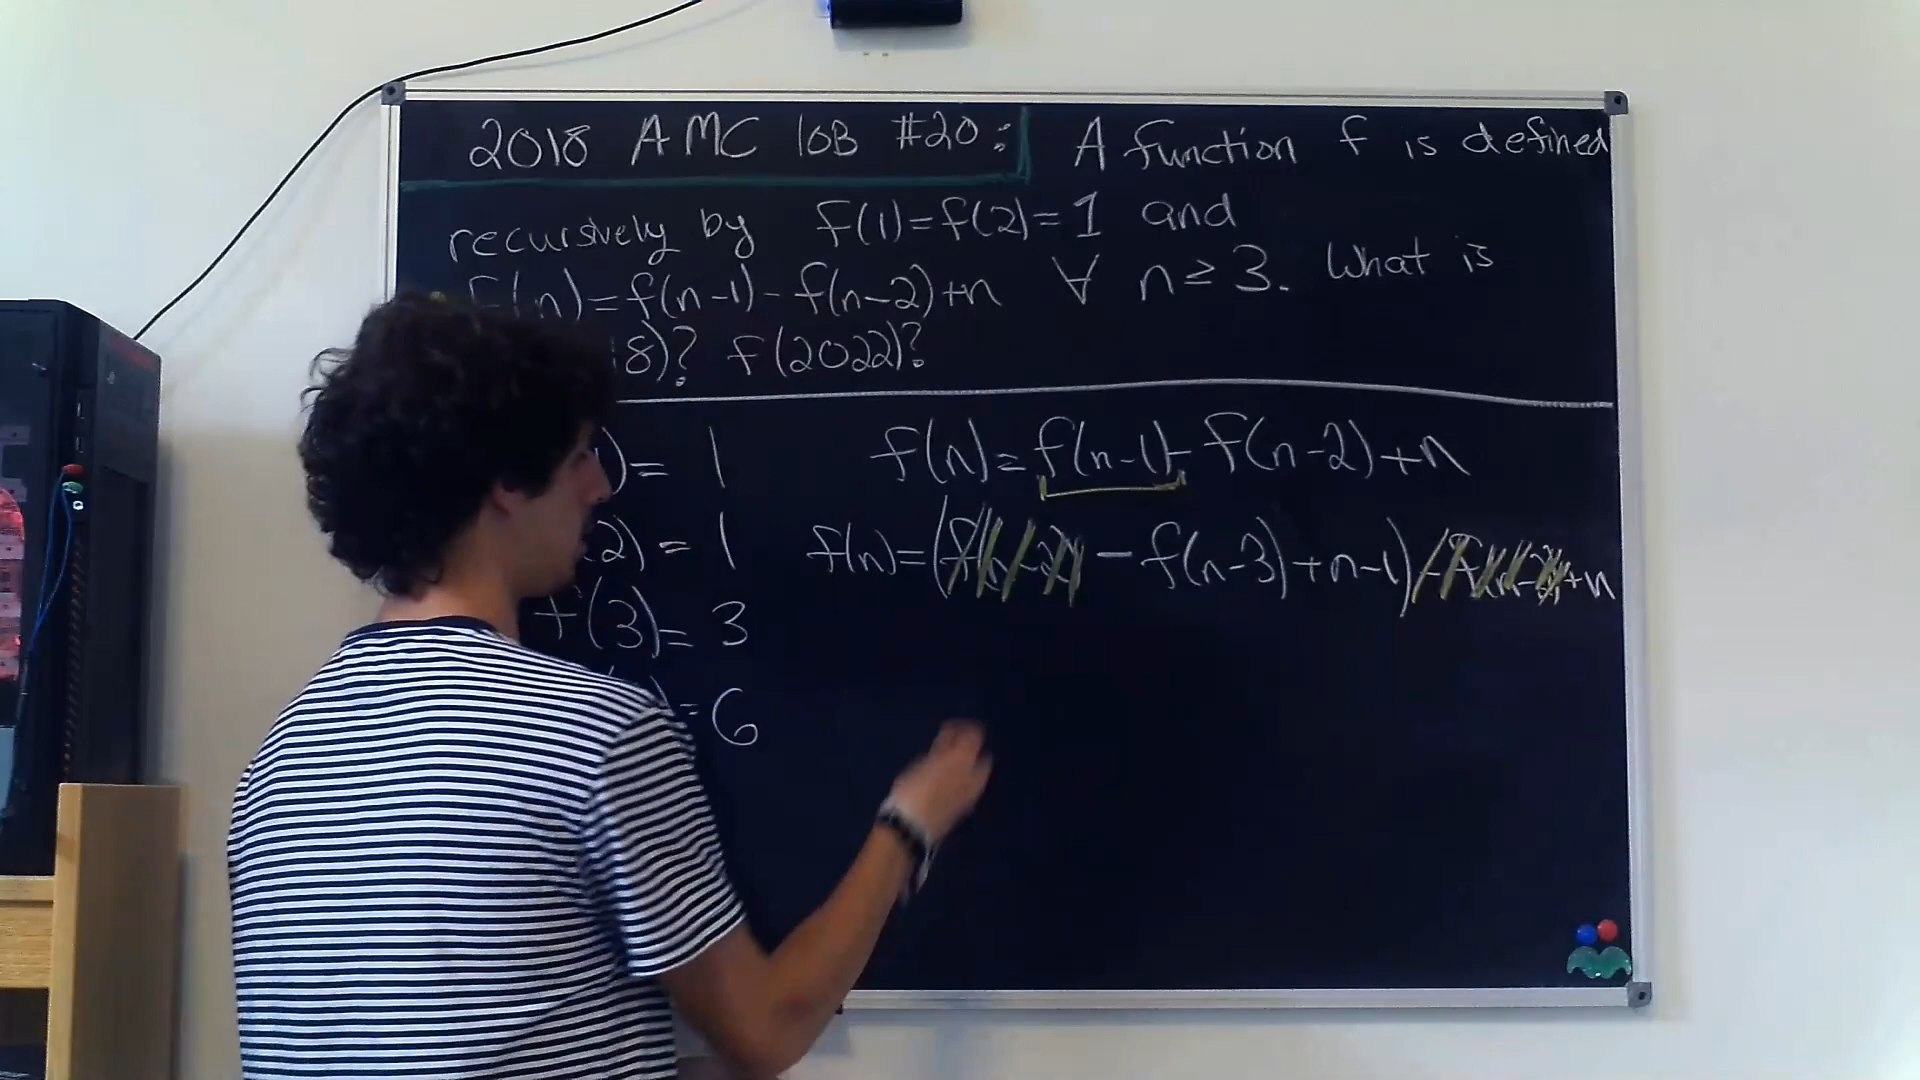 2018 AMC 10B #20: A function f is defined
recursively by f(1)=f(2)=1 and
f(n)=f(n-1)-f(n-2)+n ∀ n≥3. What is
18)? f(2022)?
)= 1
2) = 1
f(3)= 3
=6
f(n)=f(n-1)-f(n-2)+n
f(n)=(f(n-2) - f(n-3)+n-1)-f(n-2)+n